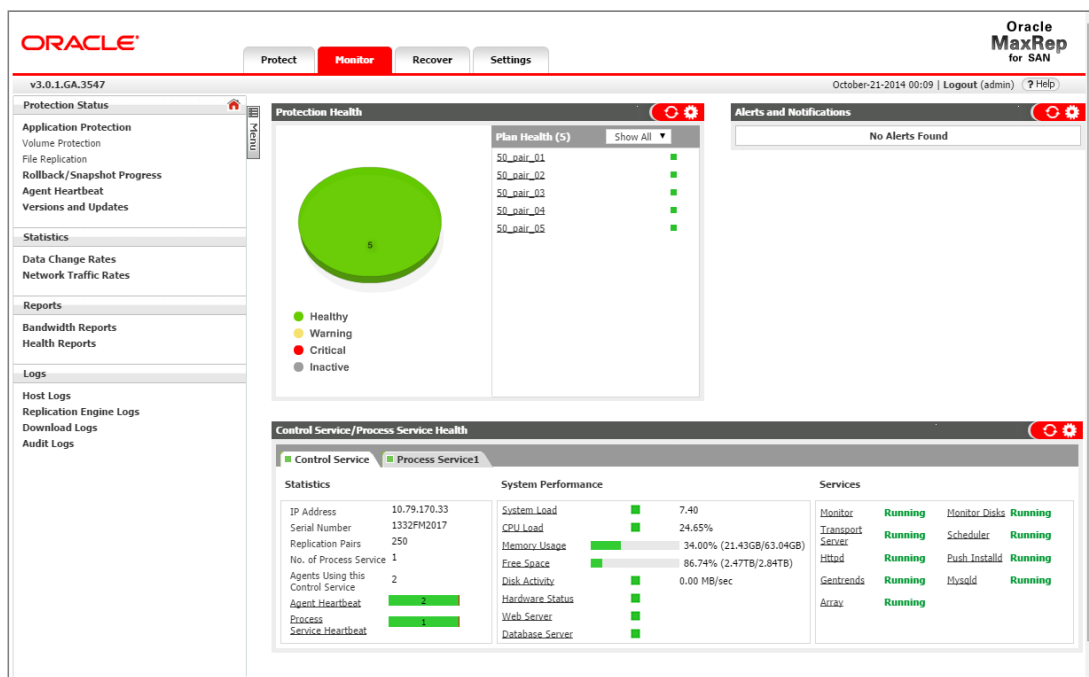 ORACLE
Protect
Monitor
Recover
Settings
Oracle
MaxRep
for SAN
v3.0.1.GA.3547
October-21-2014 00:09 | Logout (admin) ? Help
Protection Status
Application Protection
Volume Protection
File Replication
Rollback/Snapshot Progress
Agent Heartbeat
Versions and Updates
Statistics
Data Change Rates
Network Traffic Rates
Reports
Bandwidth Reports
Health Reports
Logs
Host Logs
Replication Engine Logs
Download Logs
Audit Logs
Menu
Protection Health
5
Healthy
Warning
Critical
Inactive
Plan Health (5) Show All
50_pair_01
50_pair_02
50_pair_03
50_pair_04
50_pair_05
Alerts and Notifications
No Alerts Found
Control Service/Process Service Health
Control Service
Process Service1
Statistics
IP Address 10.79.170.33
Serial Number 1332FM2017
Replication Pairs 250
No. of Process Service 1
Agents Using this
Control Service 2
Agent Heartbeat 2
Process
Service Heartbeat 1
System Performance
System Load 7.40
CPU Load 24.65%
Memory Usage 34.00% (21.43GB/63.04GB)
Free Space 86.74% (2.47TB/2.84TB)
Disk Activity 0.00 MB/sec
Hardware Status
Web Server
Database Server
Services
Monitor Running Monitor Disks Running
Transport
Server Running Scheduler Running
Httpd Running Push Installd Running
Gentrends Running Mysqld Running
Array Running